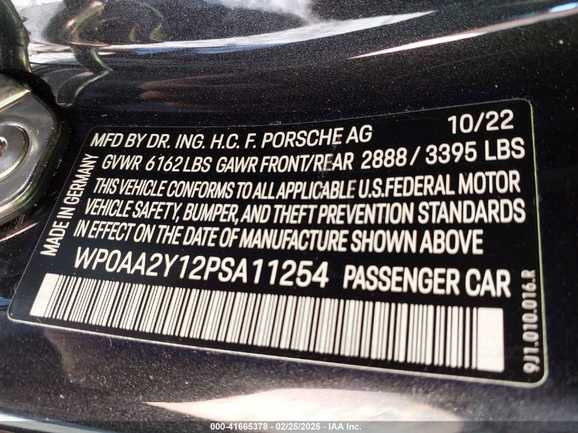 MFD BY DR. ING. H.C. F. PORSCHE AG 10/22
GVWR 6162 LBS GAWR FRONT/REAR 2888 / 3395 LBS
THIS VEHICLE CONFORMS TO ALL APPLICABLE U.S. FEDERAL MOTOR
VEHICLE SAFETY, BUMPER, AND THEFT PREVENTION STANDARDS
IN EFFECT ON THE DATE OF MANUFACTURE SHOWN ABOVE
WP0AA2Y12PSA11254 PASSENGER CAR
MADE IN GERMANY
9J1.010.016.R
000-41665378 - 02/25/2025 - IAA Inc.